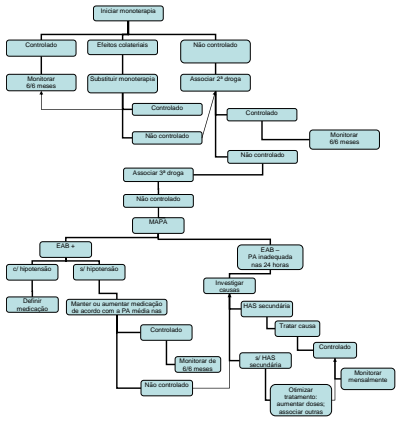 Iniciar monoterapia
Controlado
Efeitos colateriais
Não controlado
Monitorar
6/6 meses
Substituir monoterapia
Associar 2ª droga
Controlado
Não controlado
Controlado
Monitorar
6/6 meses
Não controlado
Associar 3ª droga
Não controlado
MAPA
EAB +
EAB –
PA inadequada
nas 24 horas
c/ hipotensão
s/ hipotensão
Investigar
causas
Definir
medicação
Manter ou aumentar medicação
de acordo com a PA média nas
HAS secundária
Tratar causa
Controlado
Controlado
Monitorar de
6/6 meses
s/ HAS
secundária
Monitorar
mensalmente
Não controlado
Otimizar
tratamento:
aumentar doses;
associar outras